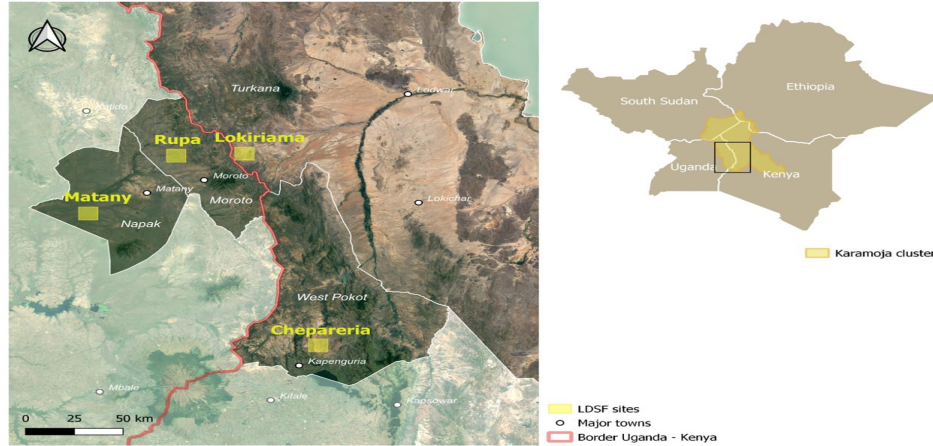 Turkana
Lodwar
Kotido
Rupa
Lokiriama
Moroto
Matany
Matany
Moroto
Napak
Lokichar
West Pokot
Chepareria
Kapenguria
Mbale
Kitale
Kapsowar
0 25 50 km
South Sudan
Ethiopia
Uganda
Kenya
Karamoja cluster
LDSF sites
Major towns
Border Uganda - Kenya